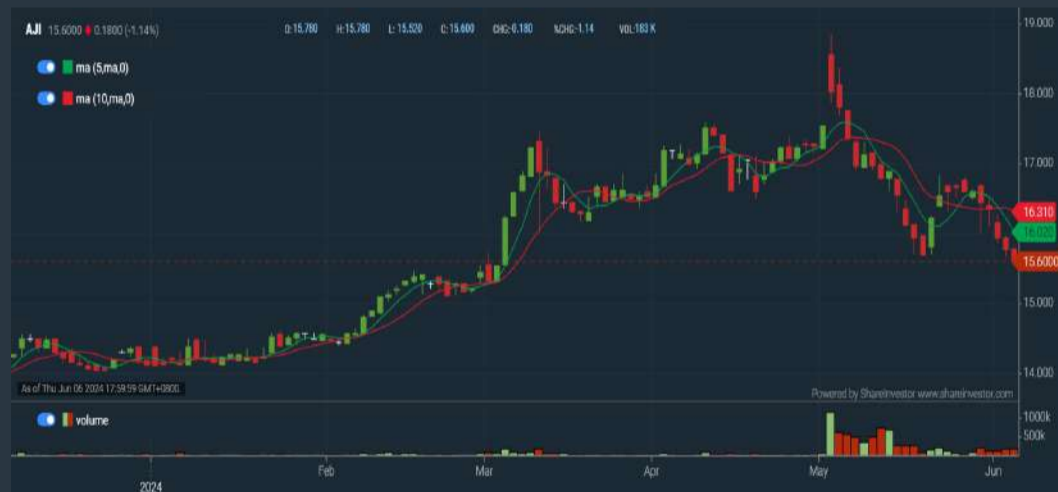 AJI 15.6000 0.1800 (-1.14%) O: 15.780 H: 15.780 L: 15.520 C: 15.600 CHG:-0.180 %CHG:-1.14 VOL:183 K
ma (5,ma,0)
ma (10,ma,0)
19.000
18.000
17.000
16.310
16.020
15.6000
15.000
14.000
As of Thu Jun 06 2024 17:59:59 GMT+0800.
Powered by ShareInvestor www.shareinvestor.com
volume
1000k
500k
Feb Mar Apr May Jun
2024